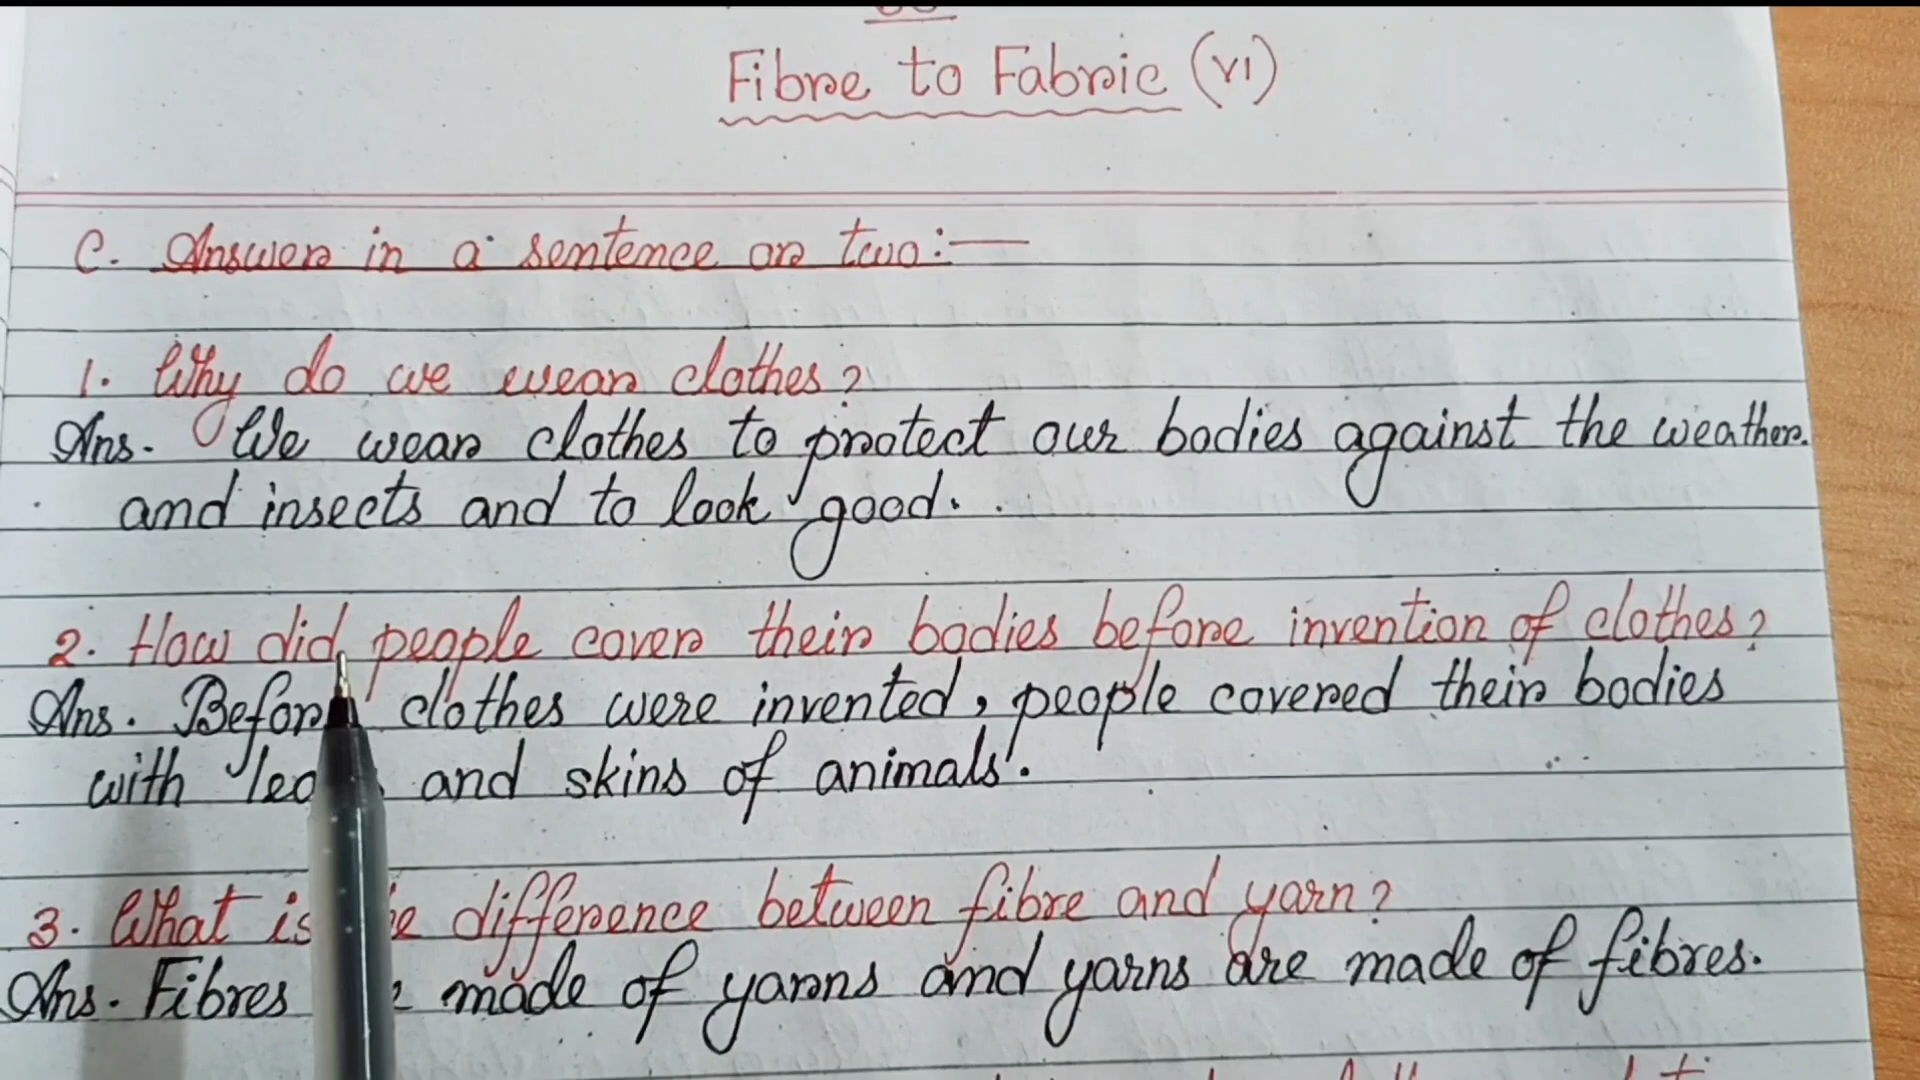 Fibre to Fabric (VI)
C. Answer in a sentence or two:—
1. Why do we wear clothes?
Ans. We wear clothes to protect our bodies against the weather.
and insects and to look good.
2. How did people cover their bodies before invention of clothes?
Ans. Before clothes were invented, people covered their bodies
with and skins of animals.
3. What is the difference between fibre and yarn?
Ans. Fibres made of yarns and yarns are made of fibres.